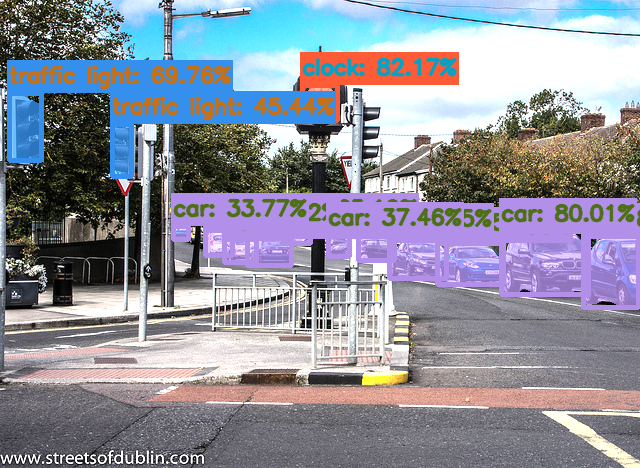 clock: 82.17%
traffic light: 69.76%
traffic light: 45.44%
car: 33.77%
car: 37.46%
car: 80.01%
www.streetsofdublin.com